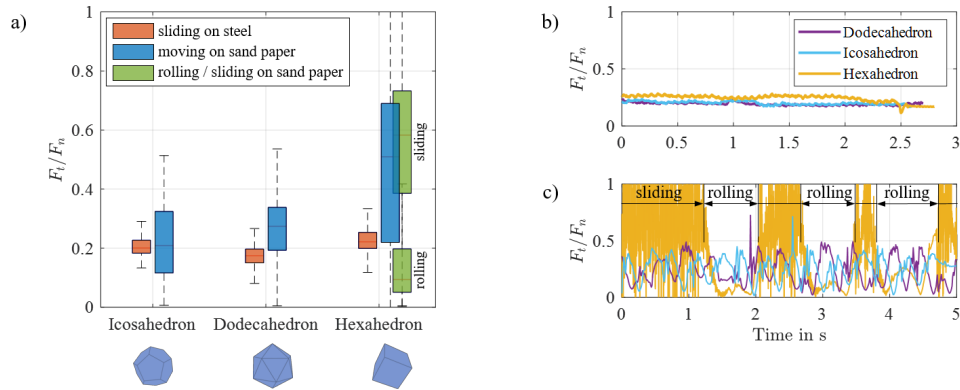 a)
sliding on steel
moving on sand paper
rolling / sliding on sand paper
F_t/F_n
1
0.8
0.6
0.4
0.2
0
sliding
rolling
Icosahedron
Dodecahedron
Hexahedron
b)
F_t/F_n
1
0.5
0
Dodecahedron
Icosahedron
Hexahedron
0 0.5 1 1.5 2 2.5 3
c)
F_t/F_n
1
0.5
0
sliding rolling rolling rolling
0 1 2 3 4 5
Time in s